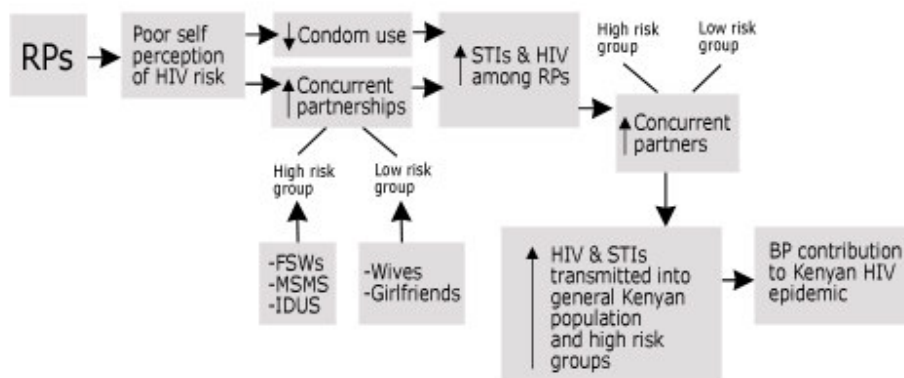 RPs
Poor self
perception
of HIV risk
Condom use
Concurrent
partnerships
High risk
group
Low risk
group
-FSWs
-MSMS
-IDUS
-Wives
-Girlfriends
STIs & HIV
among RPs
High risk
group
Low risk
group
Concurrent
partners
HIV & STIs
transmitted into
general Kenyan
population
and high risk
groups
BP contribution
to Kenyan HIV
epidemic